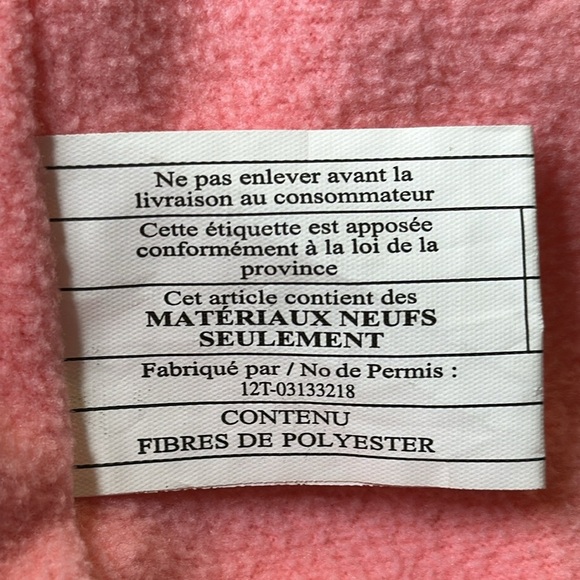 Ne pas enlever avant la
livraison au consommateur
Cette étiquette est apposée
conformément à la loi de la
province
Cet article contient des
MATÉRIAUX NEUFS
SEULEMENT
Fabriqué par / No de Permis :
12T-03133218
CONTENU
FIBRES DE POLYESTER